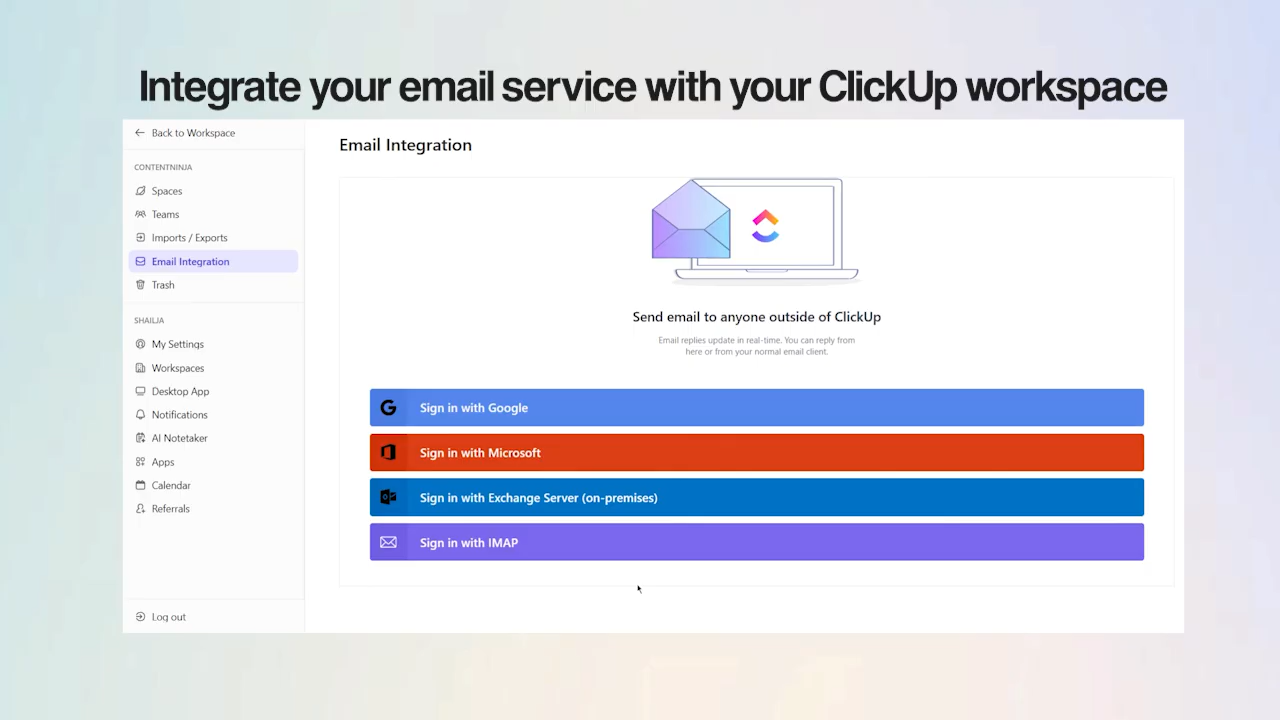 Integrate your email service with your ClickUp workspace
Back to Workspace
CONTENTNINJA
Spaces
Teams
Imports / Exports
Email Integration
Trash
SHAILJA
My Settings
Workspaces
Desktop App
Notifications
AI Notetaker
Apps
Calendar
Referrals
Log out
Email Integration
Send email to anyone outside of ClickUp
Email replies update in real-time. You can reply from
here or from your normal email client.
Sign in with Google
Sign in with Microsoft
Sign in with Exchange Server (on-premises)
Sign in with IMAP